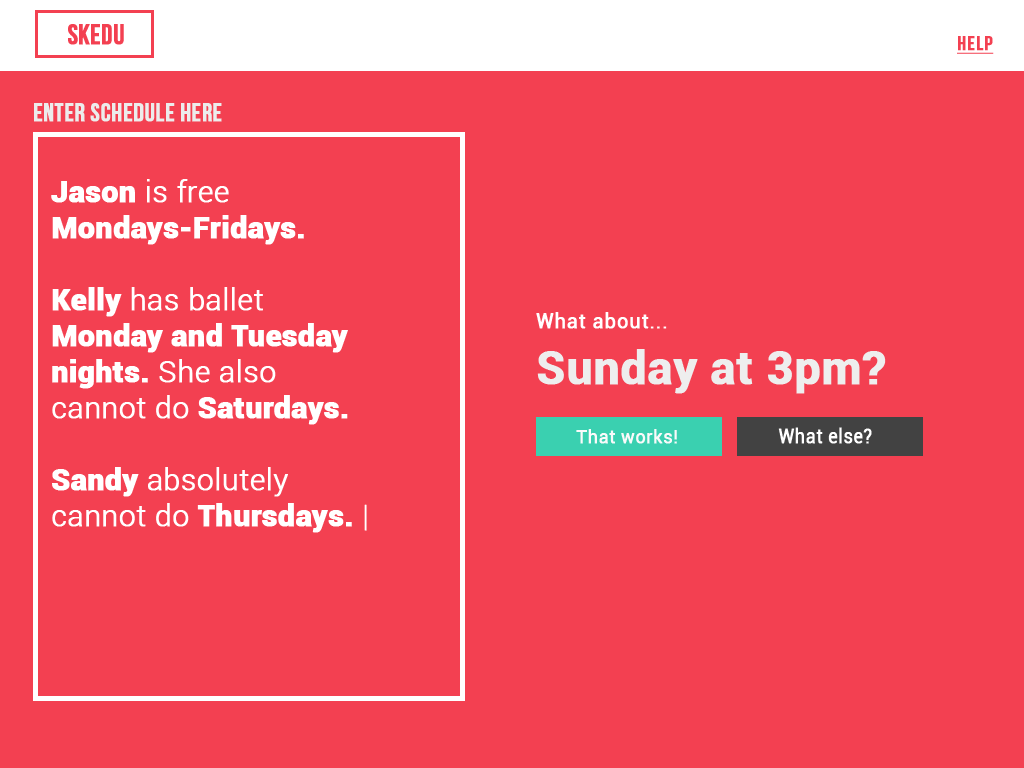 SKEDU
HELP
ENTER SCHEDULE HERE
Jason is free
Mondays-Fridays.
Kelly has ballet
Monday and Tuesday
nights. She also
cannot do Saturdays.
Sandy absolutely
cannot do Thursdays. |
What about...
Sunday at 3pm?
That works!
What else?